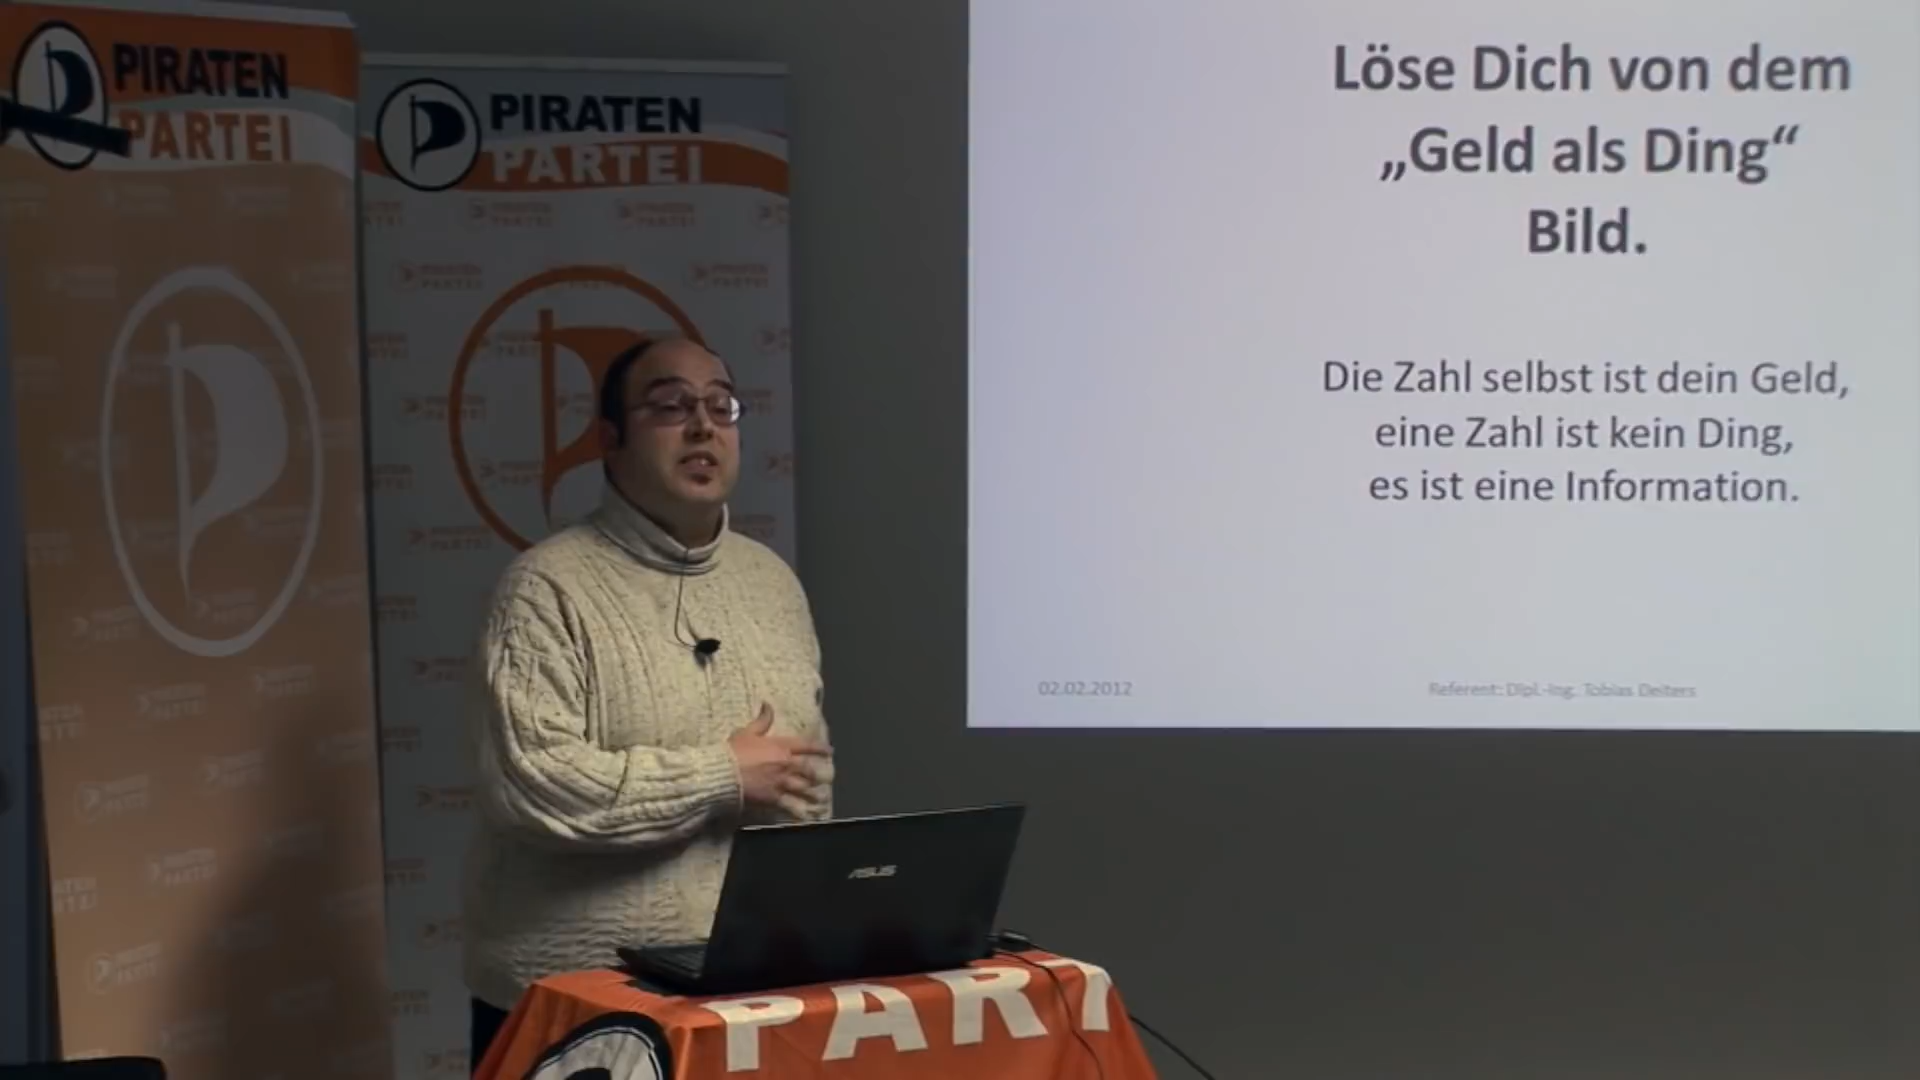 PIRATEN
PARTEI
PIRATEN
PARTEI
Löse Dich von dem
„Geld als Ding“
Bild.
Die Zahl selbst ist dein Geld,
eine Zahl ist kein Ding,
es ist eine Information.
02.02.2012
Referent: Dipl.-Ing. Tobias Deiters
ASUS
PART